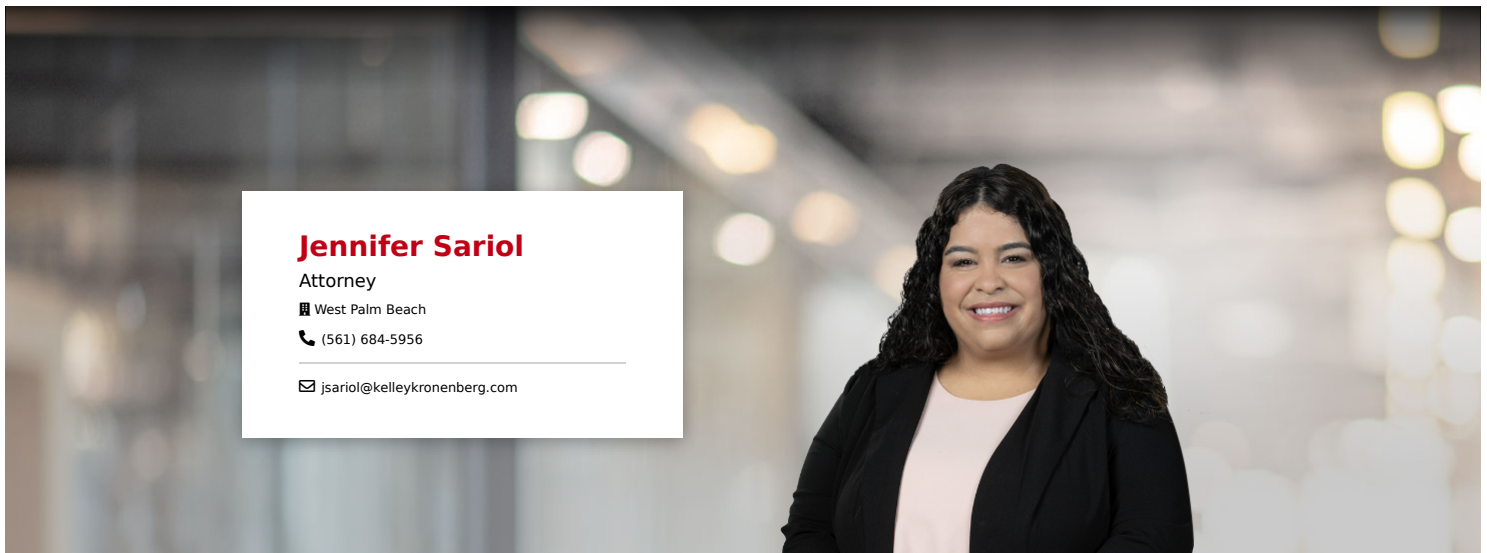 Jennifer Sariol
Attorney
West Palm Beach
(561) 684-5956
jsariol@kelleykronenberg.com